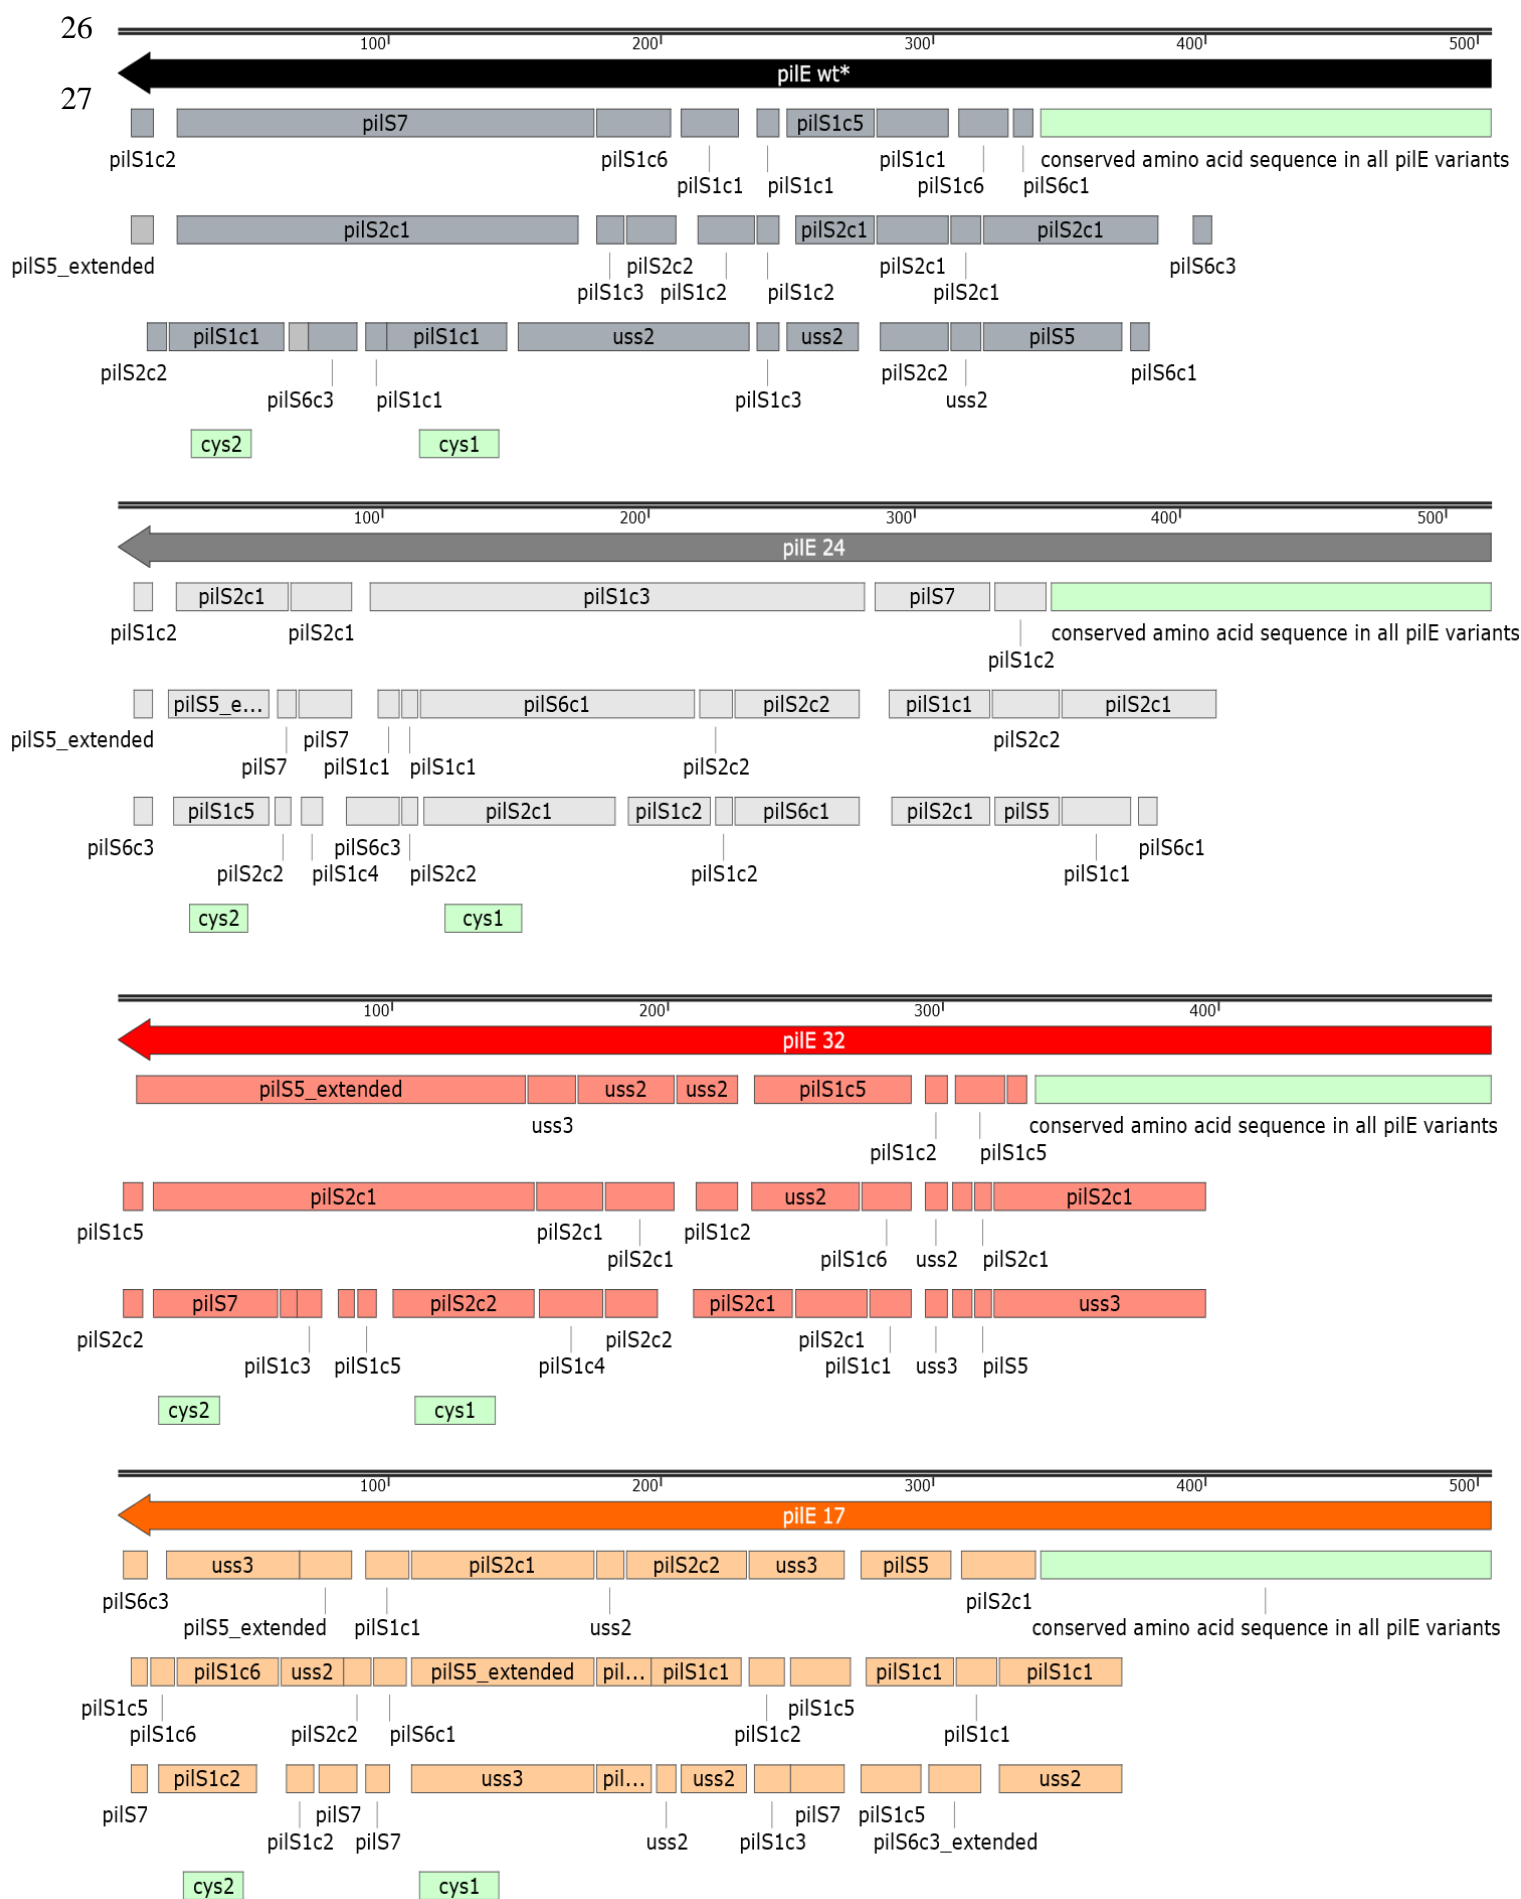 26
100 200 300 400 500
pilE wt*
27
pilS7 pilS1c5
pilS1c2 pilS1c6 pilS1c1 conserved amino acid sequence in all pilE variants
pilS1c1 pilS1c1 pilS1c6 pilS6c1
pilS2c1 pilS2c1 pilS2c1
pilS5_extended pilS2c2 pilS2c1 pilS6c3
pilS1c3 pilS1c2 pilS1c2 pilS2c1
pilS1c1 pilS1c1 uss2 uss2 pilS5
pilS2c2 pilS2c2 pilS6c1
pilS6c3 pilS1c1 pilS1c3 uss2
cys2 cys1
100 200 300 400 500
pilE 24
pilS2c1 pilS1c3 pilS7
pilS1c2 pilS2c1 conserved amino acid sequence in all pilE variants
pilS1c2
pilS5_e... pilS6c1 pilS2c2 pilS1c1 pilS2c1
pilS5_extended pilS7 pilS2c2
pilS7 pilS1c1 pilS1c1 pilS2c2
pilS1c5 pilS2c1 pilS1c2 pilS6c1 pilS2c1 pilS5
pilS6c3 pilS6c3 pilS6c1
pilS2c2 pilS1c4 pilS2c2 pilS1c2 pilS1c1
cys2 cys1
100 200 300 400
pilE 32
pilS5_extended uss2 uss2 pilS1c5
uss3 conserved amino acid sequence in all pilE variants
pilS1c2 pilS1c5
pilS2c1 uss2 pilS2c1
pilS1c5 pilS2c1 pilS1c2
pilS2c1 pilS1c6 uss2 pilS2c1
pilS7 pilS2c2 pilS2c1 uss3
pilS2c2 pilS2c2 pilS2c1
pilS1c3 pilS1c5 pilS1c4 pilS1c1 uss3 pilS5
cys2 cys1
100 200 300 400 500
pilE 17
uss3 pilS2c1 pilS2c2 uss3 pilS5
pilS6c3 pilS2c1
pilS5_extended pilS1c1 uss2 conserved amino acid sequence in all pilE variants
pilS1c6 uss2 pilS5_extended pil... pilS1c1 pilS1c1 pilS1c1
pilS1c5 pilS1c5
pilS1c6 pilS2c2 pilS6c1 pilS1c2 pilS1c1
pilS1c2 uss3 pil... uss2 uss2
pilS7 pilS7 pilS7 pilS1c5
pilS1c2 pilS7 uss2 pilS1c3 pilS6c3_extended
cys2 cys1